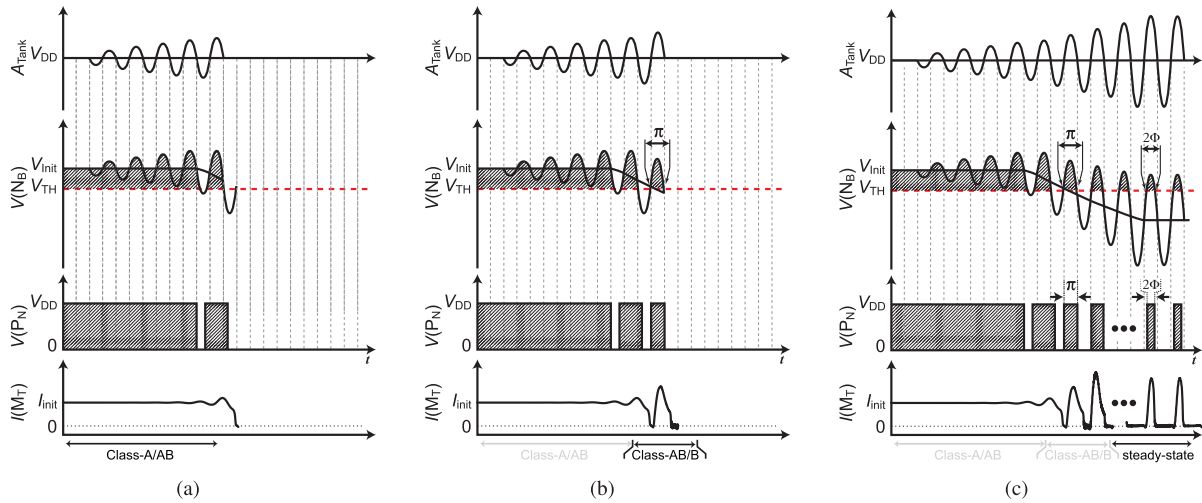 A_Tank
V_DD
V(N_B)
V_Init
V_TH
V(P_N)
V_DD
0
t
I(M_T)
I_init
0
Class-A/AB
(a)
A_Tank
V_DD
V(N_B)
V_Init
V_TH
π
V(P_N)
V_DD
0
t
I(M_T)
I_init
0
Class-A/AB
Class-AB/B
(b)
A_Tank
V_DD
V(N_B)
V_Init
V_TH
π
2Φ
V(P_N)
V_DD
0
π
2Φ
t
I(M_T)
I_init
0
Class-A/AB
Class-AB/B
steady-state
(c)